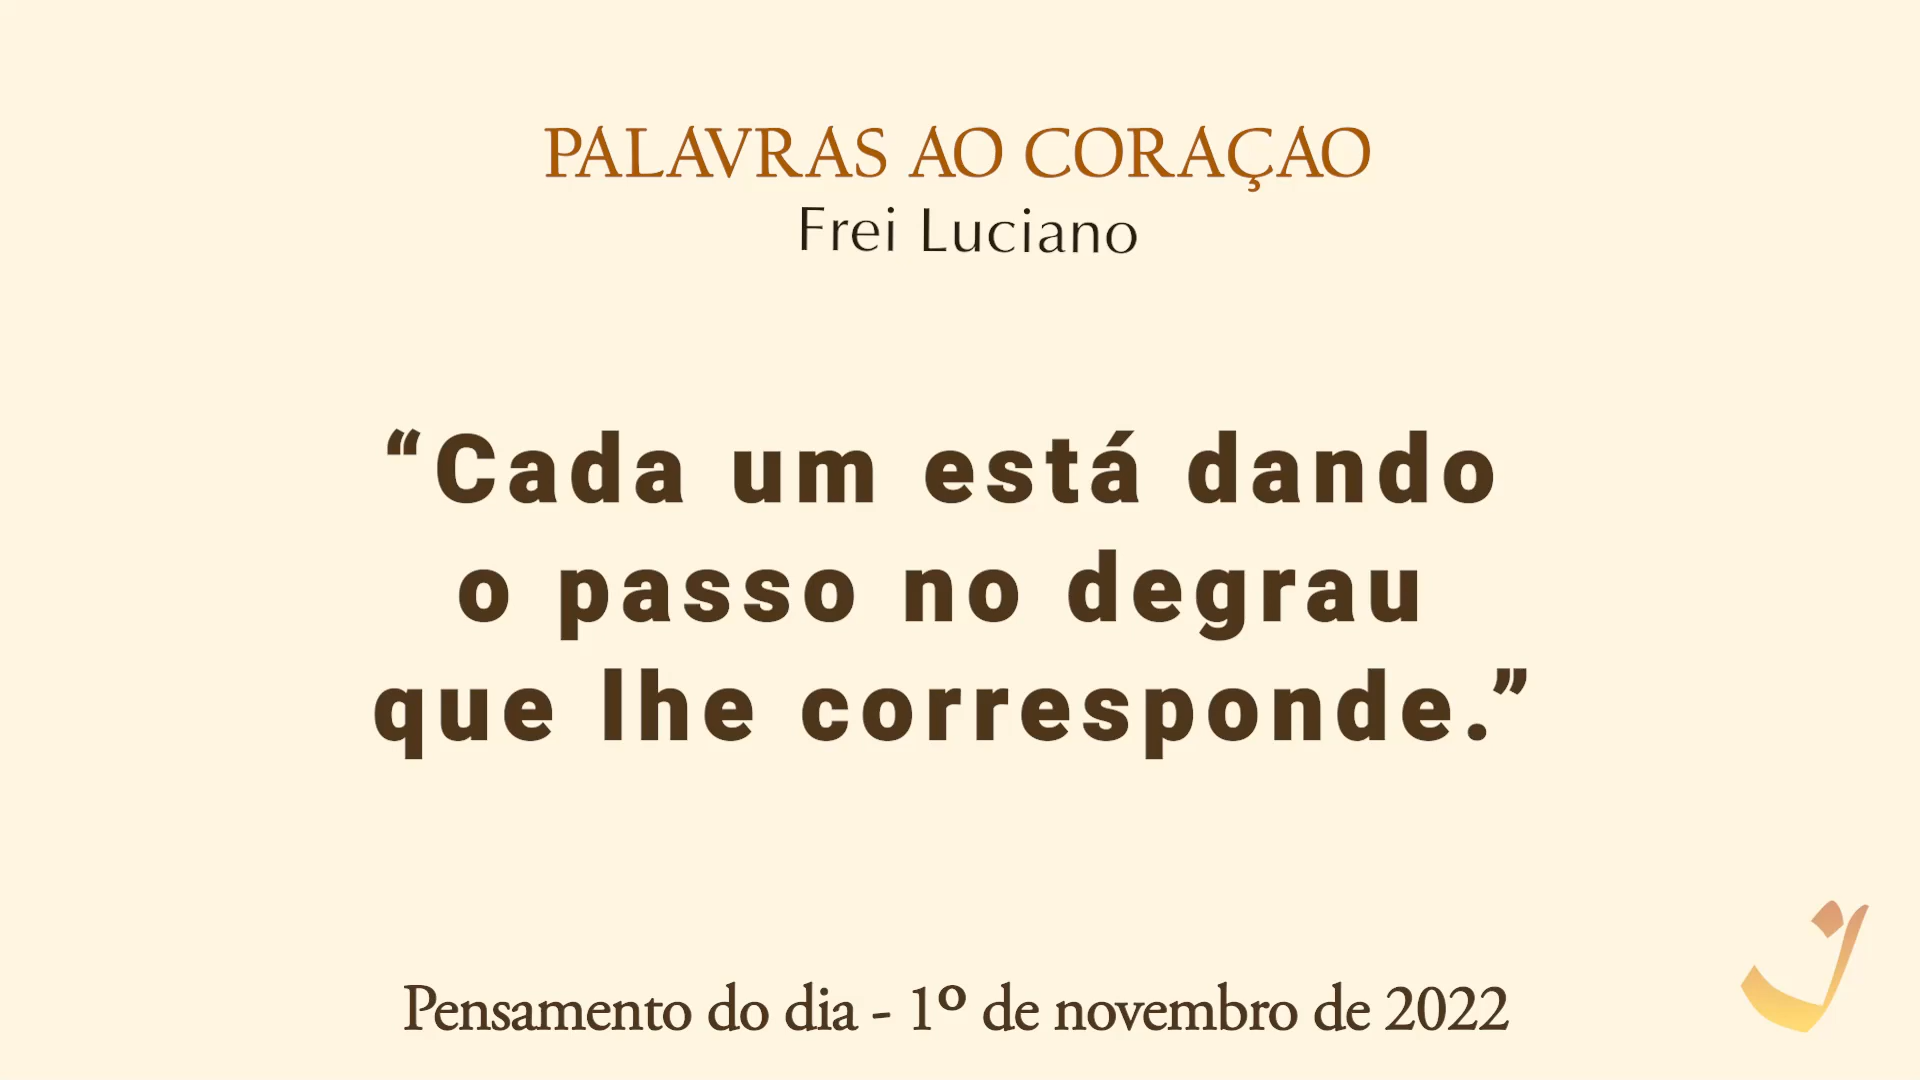 PALAVRAS AO CORAÇAO
Frei Luciano
“Cada um está dando
o passo no degrau
que lhe corresponde.”
Pensamento do dia - 1º de novembro de 2022